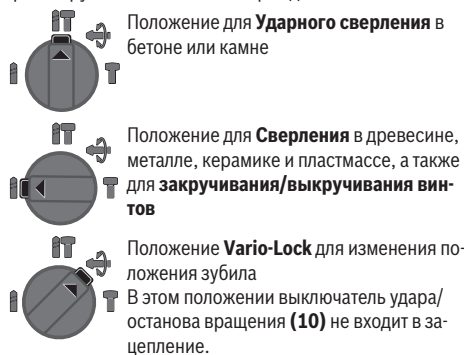 Положение для Ударного сверления в
бетоне или камне
Положение для Сверления в древесине,
металле, керамике и пластмассе, а также
для закручивания/выкручивания вин-
тов
Положение Vario-Lock для изменения по-
ложения зубила
В этом положении выключатель удара/
останова вращения (10) не входит в за-
цепление.